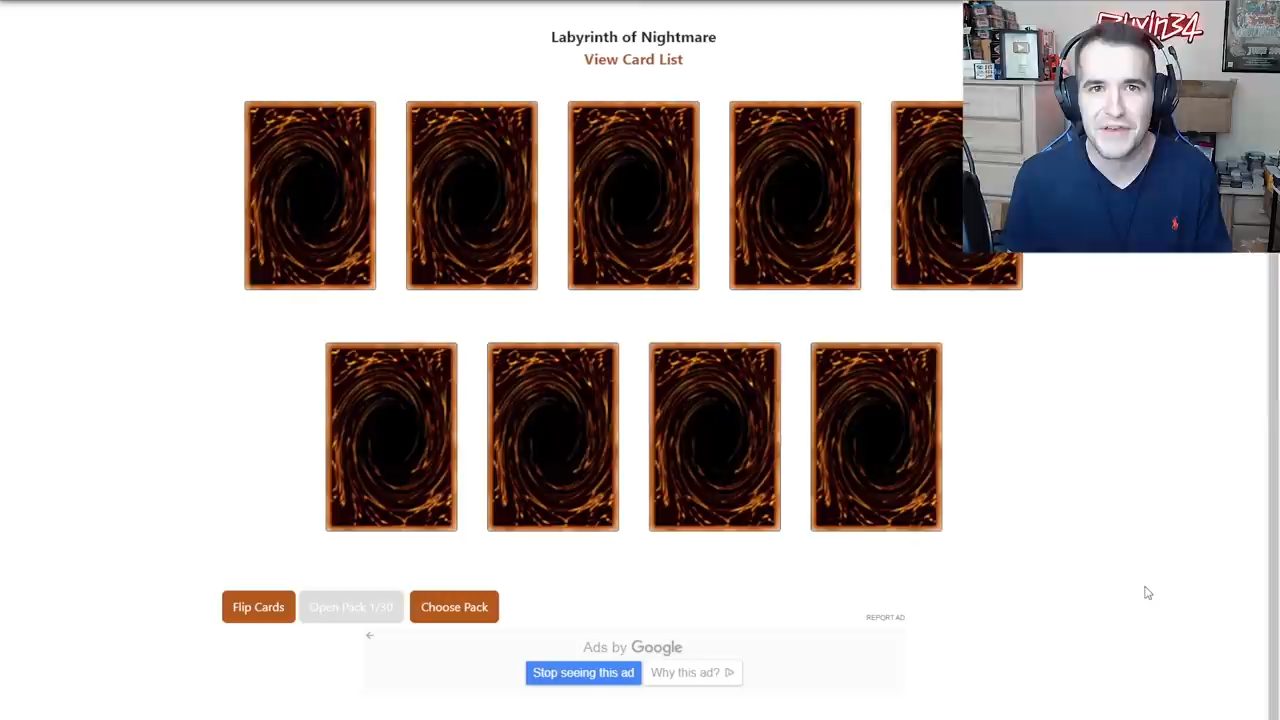 Labyrinth of Nightmare
View Card List
Flip Cards
Open Pack 1/30
Choose Pack
REPORT AD
Ads by Google
Stop seeing this ad
Why this ad?